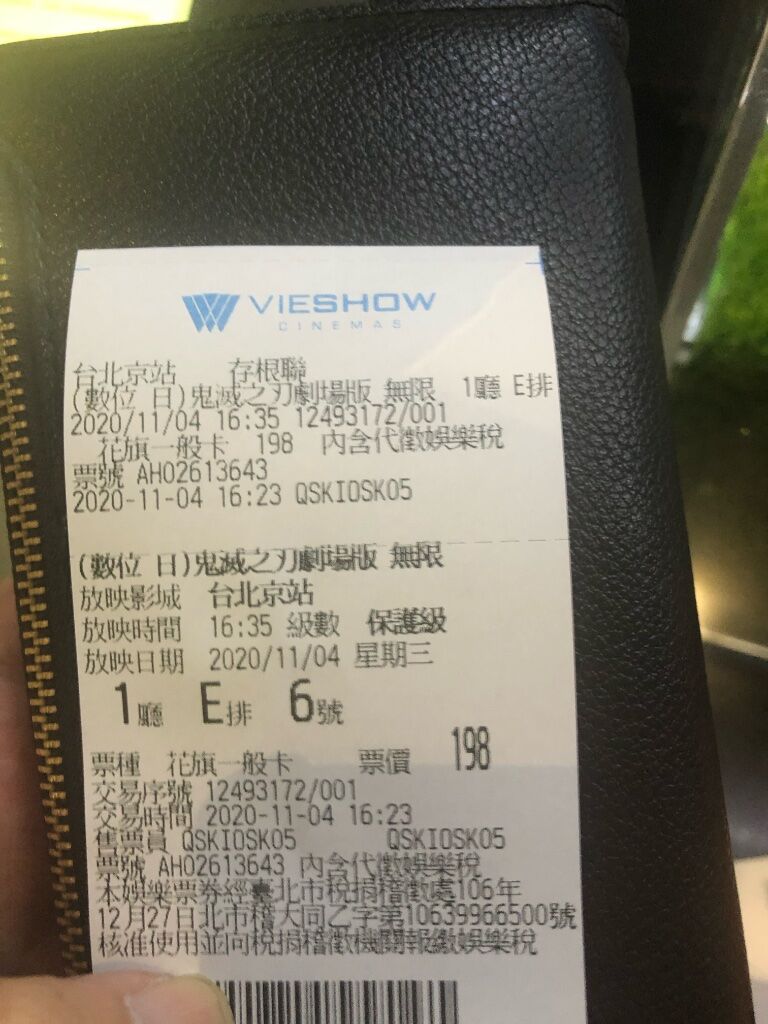 VIESHOW
CINEMAS
台北京站 存根聯
(數位 日)鬼滅之刃劇場版 無限 1廳 E排
2020/11/04 16:35 12493172/001
花旗一般卡 198 內含代徵娛樂稅
票號 AH02613643
2020-11-04 16:23 QSKIOSK05
(數位 日)鬼滅之刃劇場版 無限
放映影城 台北京站
放映時間 16:35 級數 保護級
放映日期 2020/11/04 星期三
1廳 E排 6號
票種 花旗一般卡 票價 198
交易序號 12493172/001
交易時間 2020-11-04 16:23
售票員 QSKIOSK05 QSKIOSK05
票號 AH02613643 內含代徵娛樂稅
本娛樂票券經臺北市稅捐稽徵處106年
12月27日北市稽大同乙字第10639966500號
核准使用並向稅捐稽徵機關報繳娛樂稅